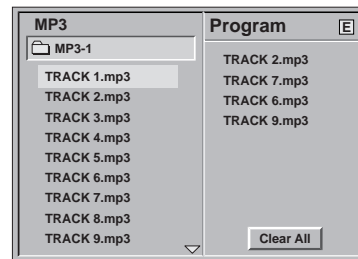 MP3
MP3-1
TRACK 1.mp3
TRACK 2.mp3
TRACK 3.mp3
TRACK 4.mp3
TRACK 5.mp3
TRACK 6.mp3
TRACK 7.mp3
TRACK 8.mp3
TRACK 9.mp3
Program E
TRACK 2.mp3
TRACK 7.mp3
TRACK 6.mp3
TRACK 9.mp3
Clear All